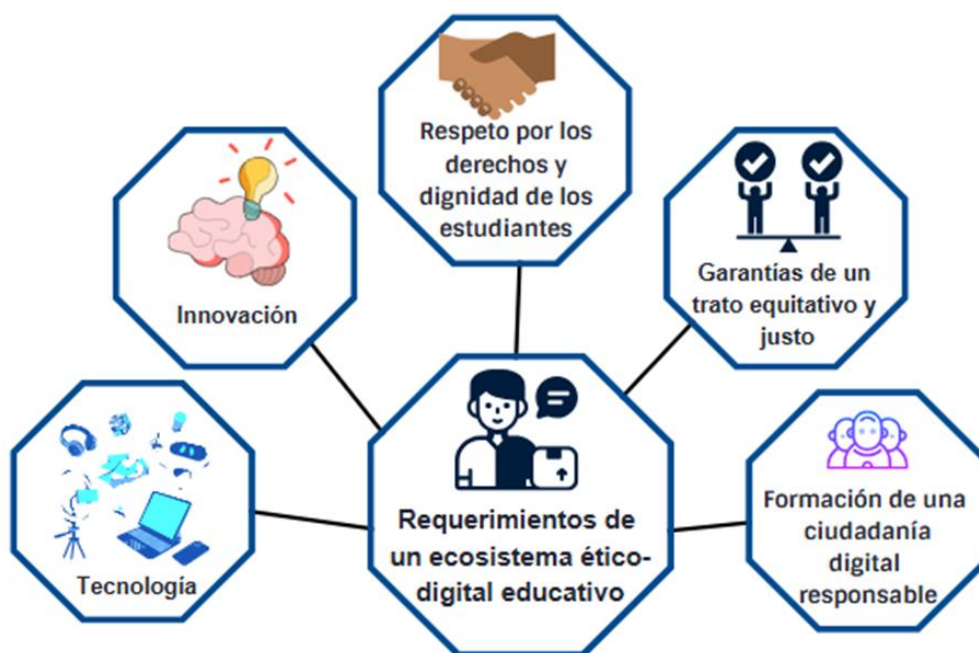 Respeto por los
derechos y
dignidad de los
estudiantes
Innovación
Garantías de un
trato equitativo y
justo
Tecnología
Requerimientos de
un ecosistema ético-
digital educativo
Formación de una
ciudadanía
digital
responsable